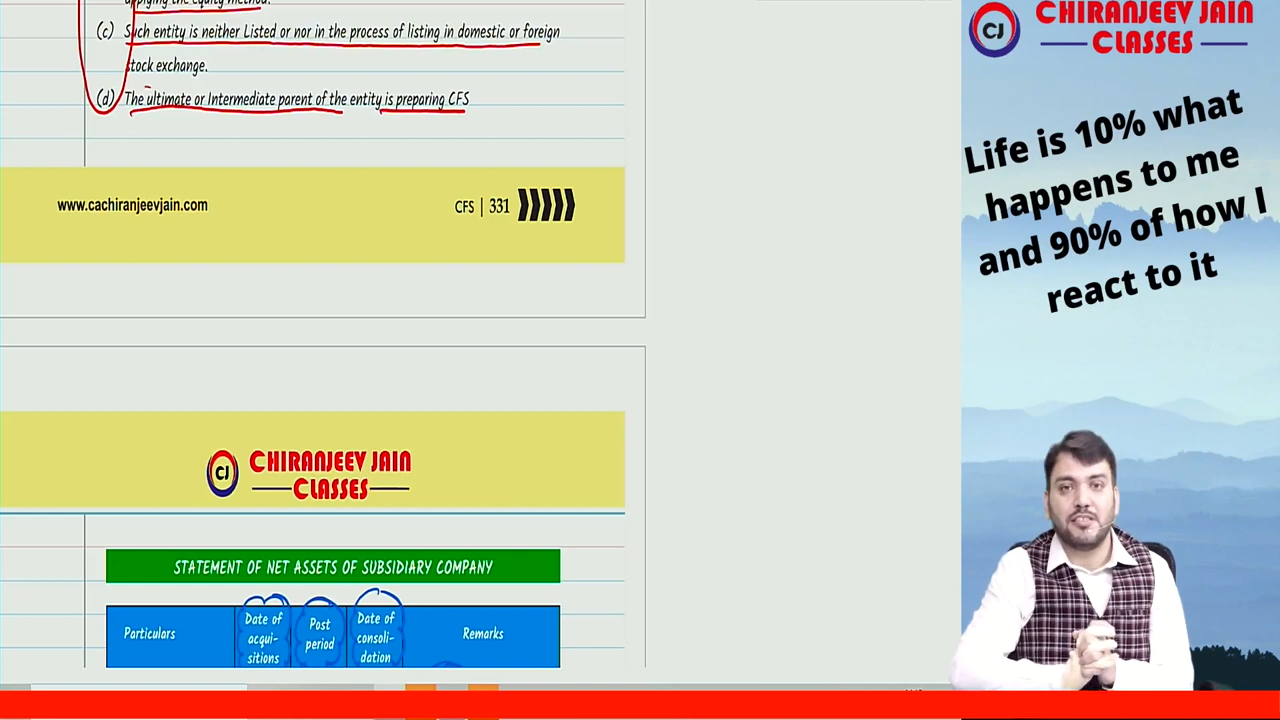 applying the equity method.
(c) Such entity is neither Listed or nor in the process of listing in domestic or foreign
stock exchange.
(d) The ultimate or Intermediate parent of the entity is preparing CFS
www.cachiranjeevjain.com
CFS | 331
CJ
CHIRANJEEV JAIN
CLASSES
STATEMENT OF NET ASSETS OF SUBSIDIARY COMPANY
Particulars
Date of
acqui-
sitions
Post
period
Date of
consoli-
dation
Remarks
CJ
CHIRANJEEV JAIN
CLASSES
Life is 10% what
happens to me
and 90% of how I
react to it